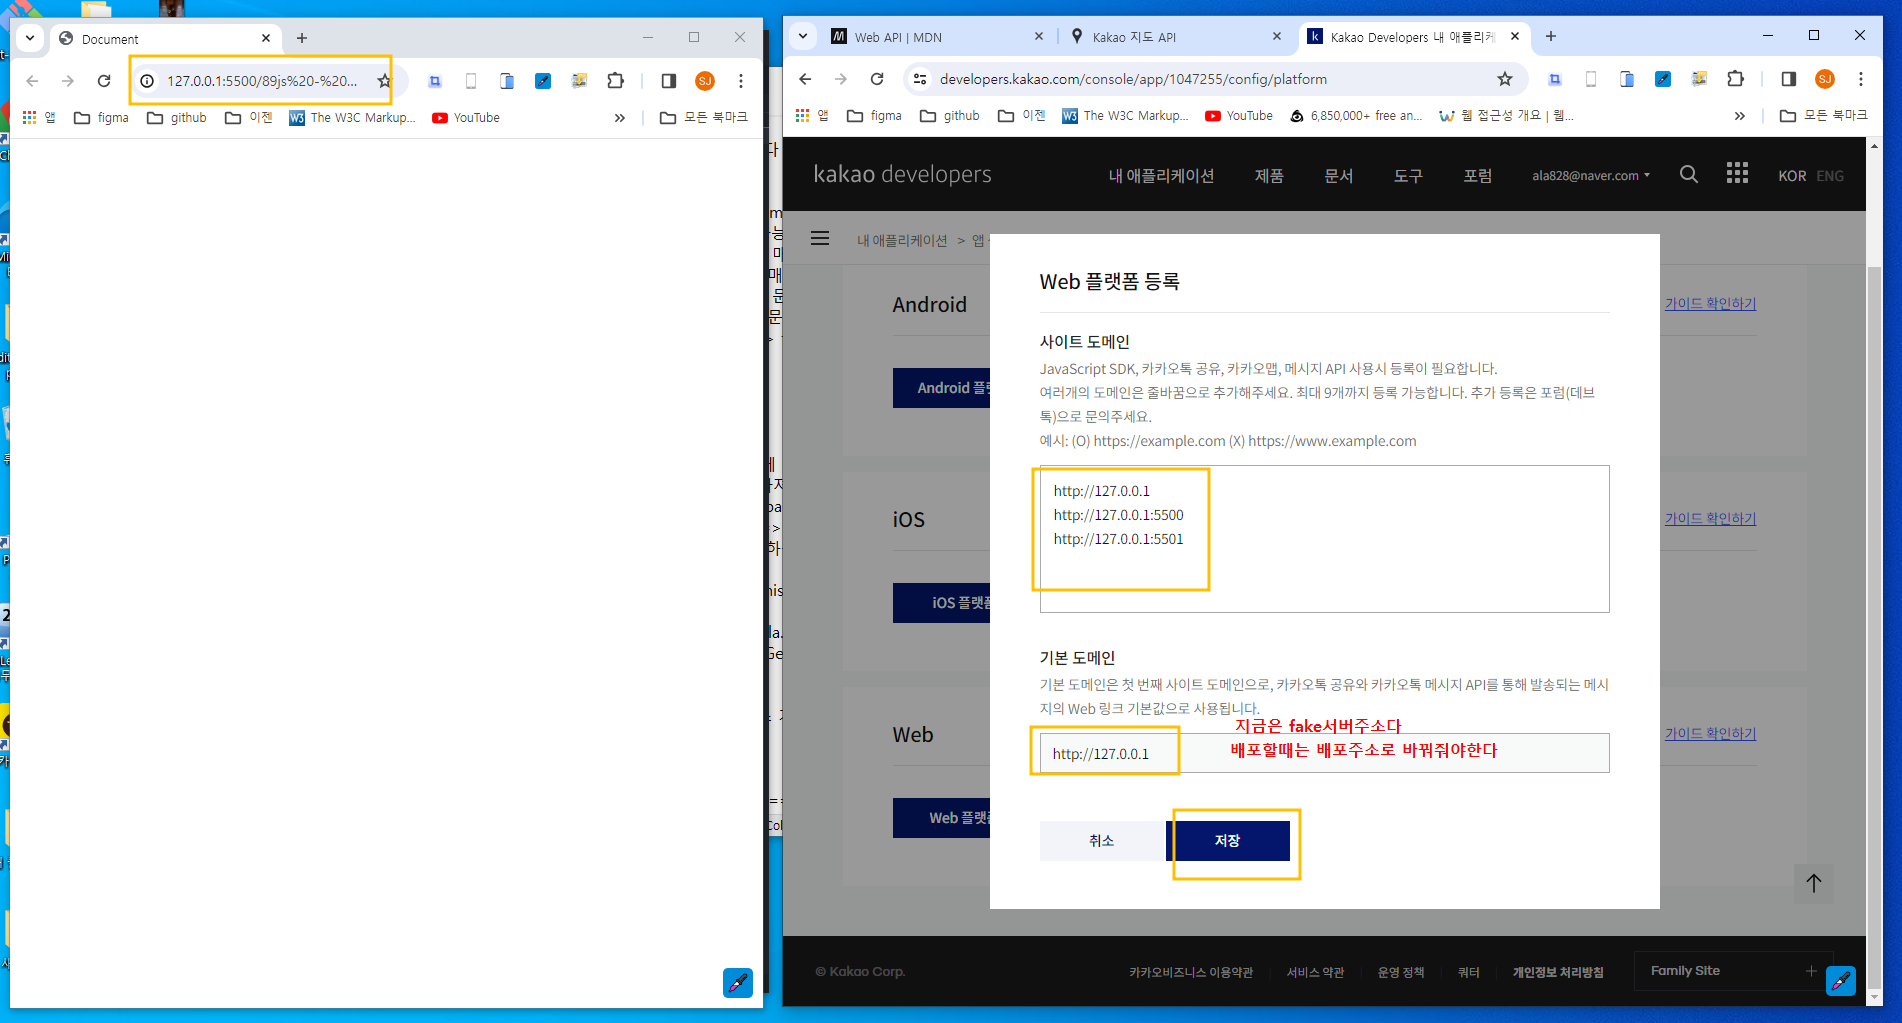 Document
127.0.0.1:5500/89js%20-%20...
SJ
앱
figma
github
이젠
The W3C Markup...
YouTube
모든 북마크
Web API | MDN
Kakao 지도 API
Kakao Developers 내 애플리케
developers.kakao.com/console/app/1047255/config/platform
SJ
앱
figma
github
이젠
The W3C Markup...
YouTube
6,850,000+ free an...
웹 접근성 개요 | 웹...
모든 북마크
kakao developers
내 애플리케이션
제품
문서
도구
포럼
ala828@naver.com
KOR ENG
내 애플리케이션 > 앱
Web 플랫폼 등록
사이트 도메인
JavaScript SDK, 카카오톡 공유, 카카오맵, 메시지 API 사용시 등록이 필요합니다.
여러개의 도메인은 줄바꿈으로 추가해주세요. 최대 9개까지 등록 가능합니다. 추가 등록은 포럼(데브
톡)으로 문의주세요.
예시: (O) https://example.com (X) https://www.example.com
http://127.0.0.1
http://127.0.0.1:5500
http://127.0.0.1:5501
기본 도메인
기본 도메인은 첫 번째 사이트 도메인으로, 카카오톡 공유와 카카오톡 메시지 API를 통해 발송되는 메시
지의 Web 링크 기본값으로 사용됩니다.
지금은 fake서버주소다
배포할때는 배포주소로 바꿔줘야한다
http://127.0.0.1
취소
저장
Android
가이드 확인하기
Android 플랫
iOS
가이드 확인하기
iOS 플랫폼
Web
가이드 확인하기
Web 플랫폼
© Kakao Corp.
카카오비즈니스 이용약관
서비스 약관
운영 정책
쿼터
개인정보 처리방침
Family Site